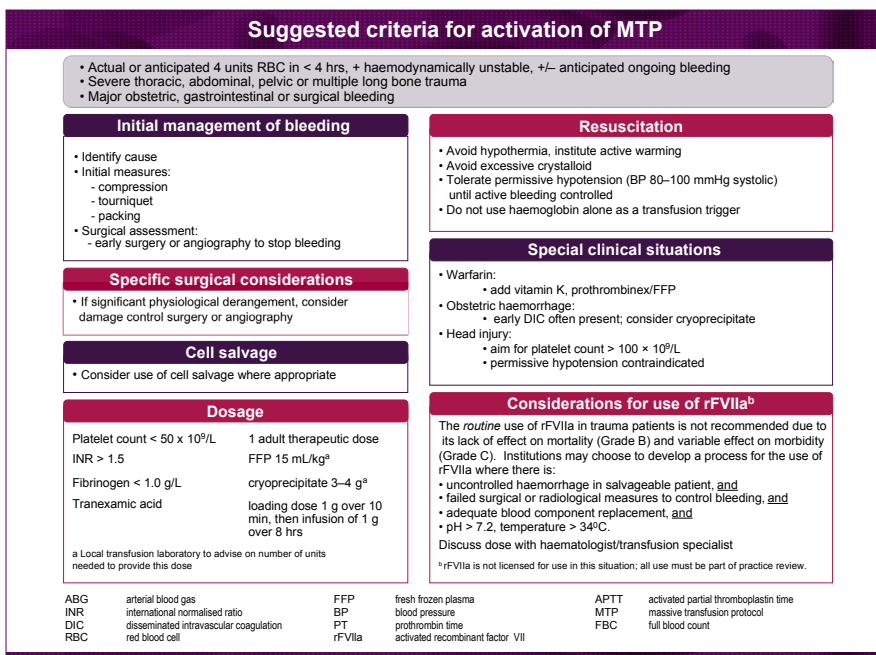 Suggested criteria for activation of MTP
• Actual or anticipated 4 units RBC in < 4 hrs, + haemodynamically unstable, +/– anticipated ongoing bleeding
• Severe thoracic, abdominal, pelvic or multiple long bone trauma
• Major obstetric, gastrointestinal or surgical bleeding
Initial management of bleeding
• Identify cause
• Initial measures:
- compression
- tourniquet
- packing
• Surgical assessment:
- early surgery or angiography to stop bleeding
Specific surgical considerations
• If significant physiological derangement, consider
damage control surgery or angiography
Cell salvage
• Consider use of cell salvage where appropriate
Dosage
Platelet count < 50 x 10⁹/L 1 adult therapeutic dose
INR > 1.5 FFP 15 mL/kgᵃ
Fibrinogen < 1.0 g/L cryoprecipitate 3–4 gᵃ
Tranexamic acid loading dose 1 g over 10
min, then infusion of 1 g
over 8 hrs
a Local transfusion laboratory to advise on number of units
needed to provide this dose
Resuscitation
• Avoid hypothermia, institute active warming
• Avoid excessive crystalloid
• Tolerate permissive hypotension (BP 80–100 mmHg systolic)
until active bleeding controlled
• Do not use haemoglobin alone as a transfusion trigger
Special clinical situations
• Warfarin:
• add vitamin K, prothrombinex/FFP
• Obstetric haemorrhage:
• early DIC often present; consider cryoprecipitate
• Head injury:
• aim for platelet count > 100 × 10⁹/L
• permissive hypotension contraindicated
Considerations for use of rFVIIaᵇ
The routine use of rFVIIa in trauma patients is not recommended due to
its lack of effect on mortality (Grade B) and variable effect on morbidity
(Grade C). Institutions may choose to develop a process for the use of
rFVIIa where there is:
• uncontrolled haemorrhage in salvageable patient, and
• failed surgical or radiological measures to control bleeding, and
• adequate blood component replacement, and
• pH > 7.2, temperature > 34⁰C.
Discuss dose with haematologist/transfusion specialist
ᵇ rFVIIa is not licensed for use in this situation; all use must be part of practice review.
ABG arterial blood gas FFP fresh frozen plasma APTT activated partial thromboplastin time
INR international normalised ratio BP blood pressure MTP massive transfusion protocol
DIC disseminated intravascular coagulation PT prothrombin time FBC full blood count
RBC red blood cell rFVIIa activated recombinant factor VII